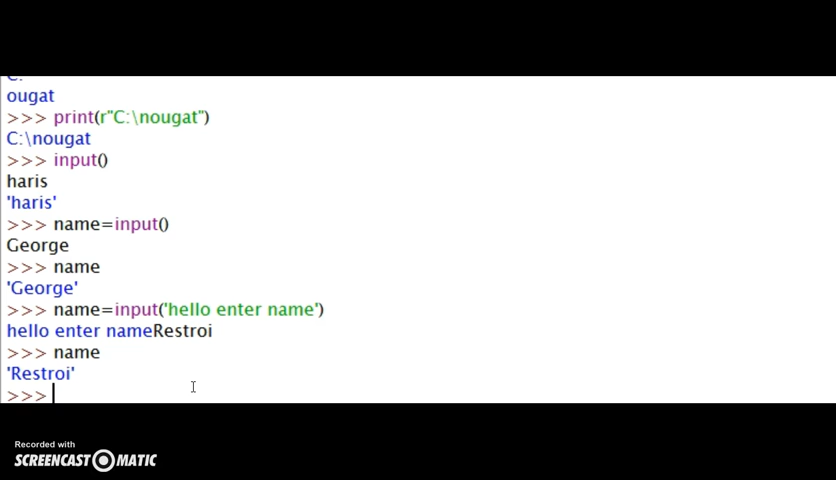 C:
ougat
>>> print(r"C:\nougat")
C:\nougat
>>> input()
haris
'haris'
>>> name=input()
George
>>> name
'George'
>>> name=input('hello enter name')
hello enter nameRestroi
>>> name
'Restroi'
>>>
Recorded with
SCREENCAST MATIC